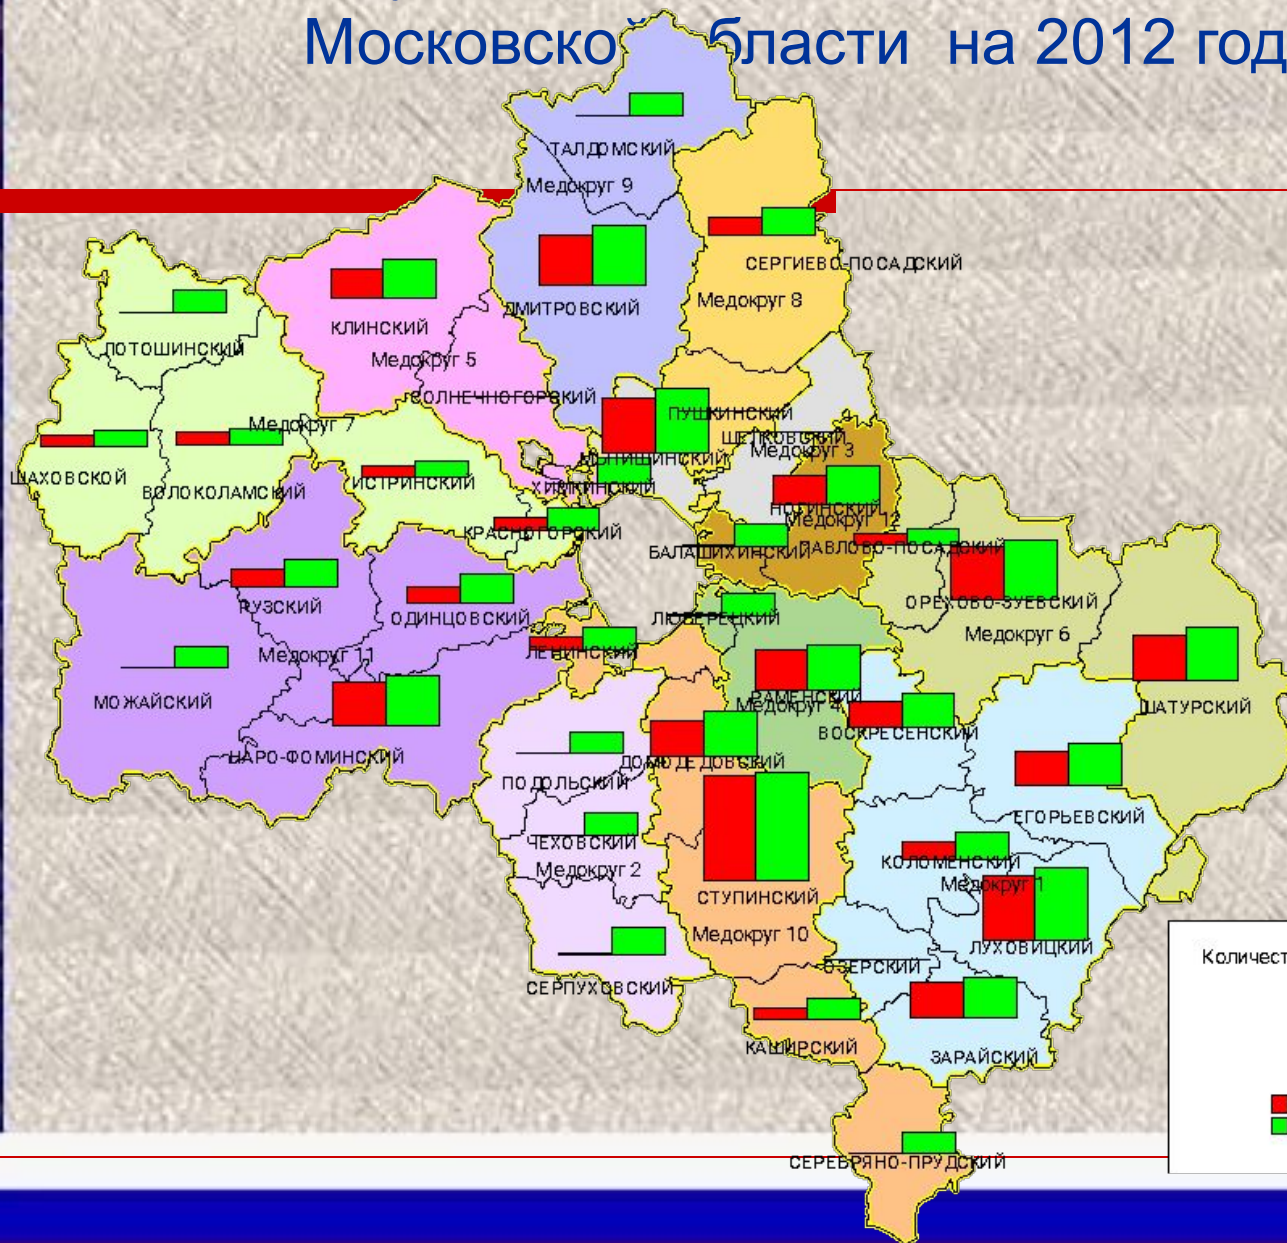 Московской бласти на 2012 год
ТАЛДОМСКИЙ
Медокруг 9
СЕРГИЕВО-ПОСАДСКИЙ
Медокруг 8
ДМИТРОВСКИЙ
КЛИНСКИЙ
Медокруг 5
ЛОТОШИНСКИЙ
СОЛНЕЧНОГОРСКИЙ
ПУШКИНСКИЙ
Медокруг 7
ЩЕЛКОВСКИЙ
Медокруг 3
МЫТИЩИНСКИЙ
ШАХОВСКОЙ
ВОЛОКОЛАМСКИЙ
ИСТРИНСКИЙ
ХИМКИНСКИЙ
НОГИНСКИЙ
Медокруг 12
КРАСНОГОРСКИЙ
БАЛАШИХИНСКИЙ
ПАВЛОВО-ПОСАДСКИЙ
РУЗСКИЙ
ОДИНЦОВСКИЙ
ЛЮБЕРЕЦКИЙ
ОРЕХОВО-ЗУЕВСКИЙ
Медокруг 6
Медокруг 11
ЛЕНИНСКИЙ
МОЖАЙСКИЙ
РАМЕНСКИЙ
Медокруг 4
ШАТУРСКИЙ
ВОСКРЕСЕНСКИЙ
НАРО-ФОМИНСКИЙ
ДОМОДЕДОВСКИЙ
ПОДОЛЬСКИЙ
ЕГОРЬЕВСКИЙ
ЧЕХОВСКИЙ
Медокруг 2
КОЛОМЕНСКИЙ
Медокруг 1
СТУПИНСКИЙ
Медокруг 10
ЛУХОВИЦКИЙ
ОЗЕРСКИЙ
СЕРПУХОВСКИЙ
КАШИРСКИЙ
ЗАРАЙСКИЙ
СЕРЕБРЯНО-ПРУДСКИЙ
Количест